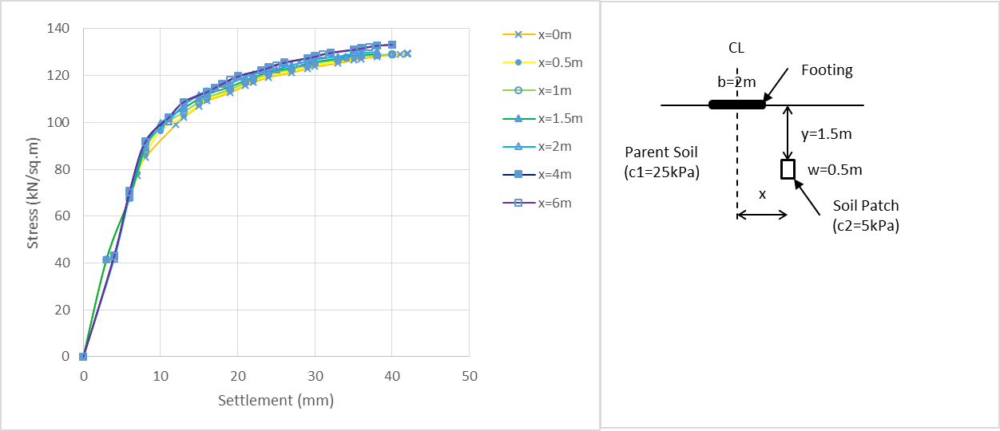 140
120
100
80
60
40
20
0
Stress (kN/sq.m)
0 10 20 30 40 50
Settlement (mm)
x=0m
x=0.5m
x=1m
x=1.5m
x=2m
x=4m
x=6m
CL
b=2m
Footing
y=1.5m
Parent Soil
(c1=25kPa)
w=0.5m
x
Soil Patch
(c2=5kPa)